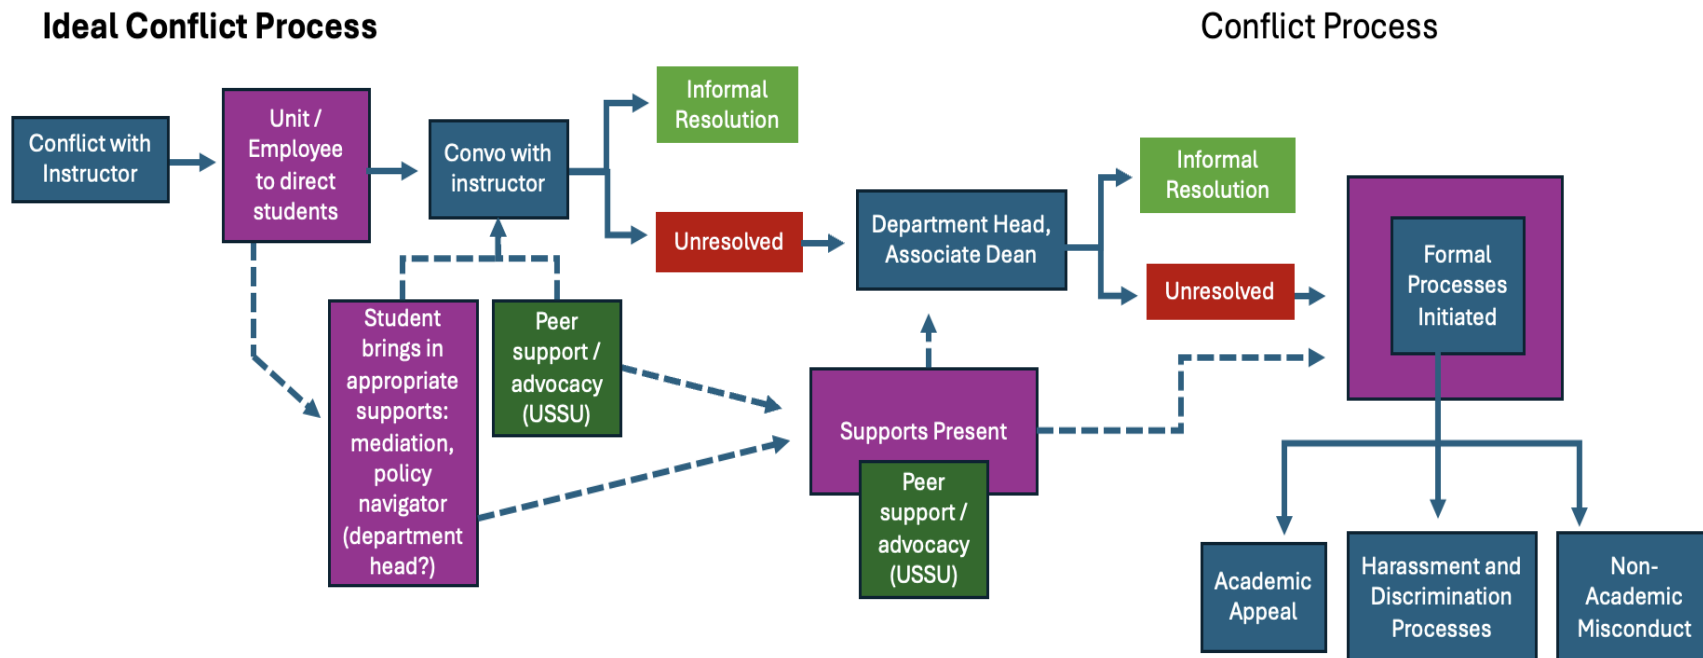 Ideal Conflict Process
Conflict Process
Conflict with
Instructor
Unit /
Employee
to direct
students
Convo with
instructor
Informal
Resolution
Unresolved
Student
brings in
appropriate
supports:
mediation,
policy
navigator
(department
head?)
Peer
support /
advocacy
(USSU)
Department Head,
Associate Dean
Supports Present
Peer
support /
advocacy
(USSU)
Informal
Resolution
Unresolved
Formal
Processes
Initiated
Academic
Appeal
Harassment and
Discrimination
Processes
Non-
Academic
Misconduct